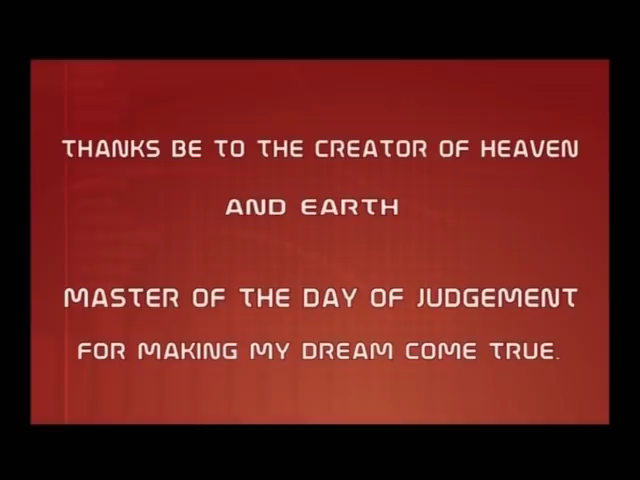 THANKS BE TO THE CREATOR OF HEAVEN
AND EARTH
MASTER OF THE DAY OF JUDGEMENT
FOR MAKING MY DREAM COME TRUE.